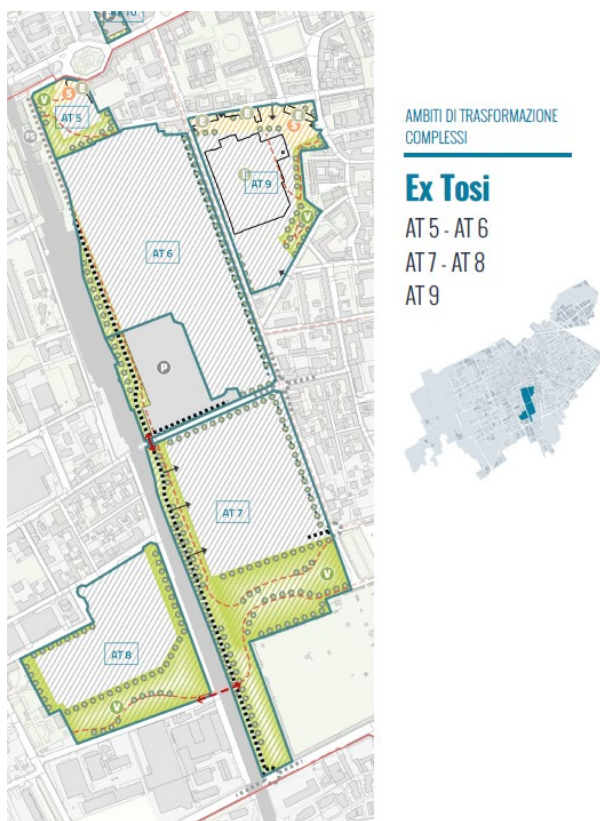 V
S
E
AT 5
FS
E
E
E
S
AT 9
V
AT 6
P
AT 7
V
AT 8
V
AMBITI DI TRASFORMAZIONE
COMPLESSI
Ex Tosi
AT 5 - AT 6
AT 7 - AT 8
AT 9